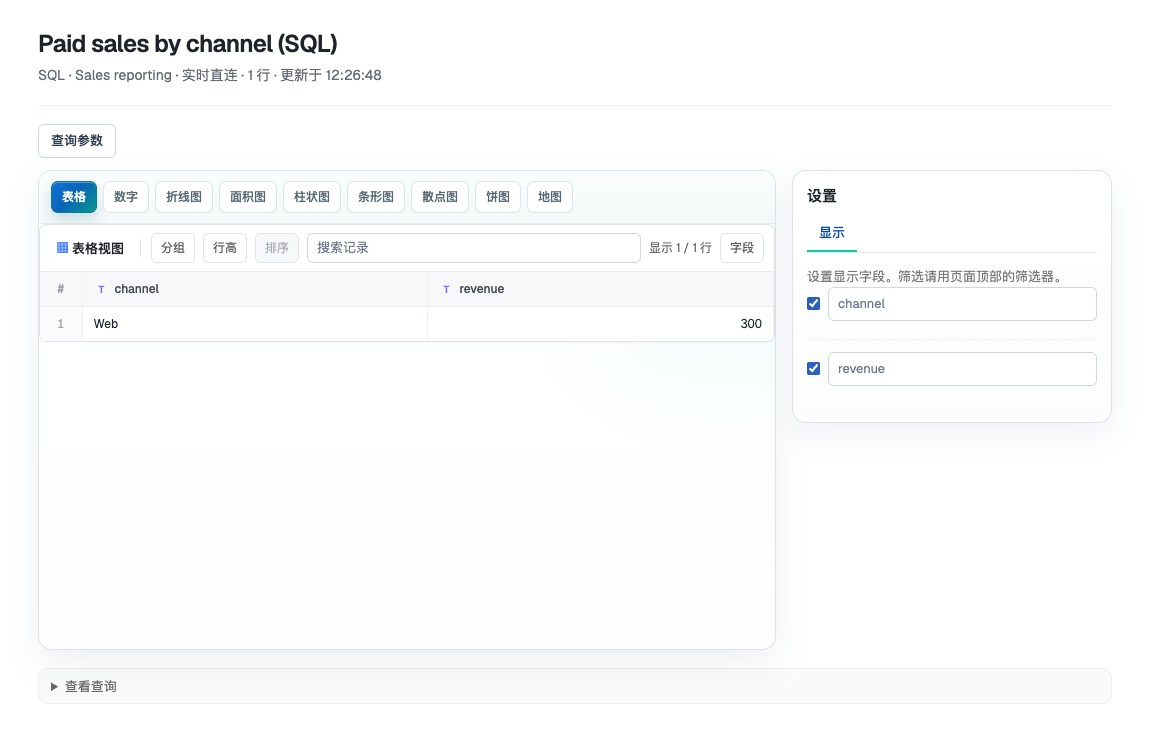 Paid sales by channel (SQL)
SQL · Sales reporting · 实时直连 · 1 行 · 更新于 12:26:48
查询参数
表格 数字 折线图 面积图 柱状图 条形图 散点图 饼图 地图
表格视图 分组 行高 排序 搜索记录 显示 1 / 1 行 字段
# T channel T revenue
1 Web 300
设置
显示
设置显示字段。筛选请用页面顶部的筛选器。
channel
revenue
查看查询